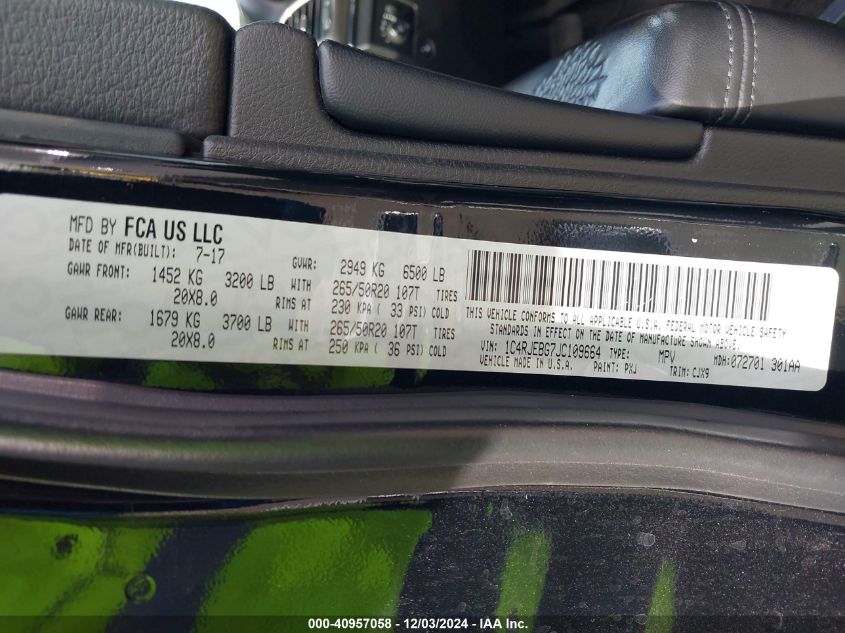 MFD BY FCA US LLC
DATE OF MFR(BUILT): 7-17 GVWR: 2949 KG 6500 LB
GAWR FRONT: 1452 KG 3200 LB WITH 265/50R20 107T TIRES
20X8.0 RIMS AT 230 KPA ( 33 PSI) COLD
GAWR REAR: 1679 KG 3700 LB WITH 265/50R20 107T TIRES
20X8.0 RIMS AT 250 KPA ( 36 PSI) COLD
THIS VEHICLE CONFORMS TO ALL APPLICABLE U.S.A. FEDERAL MOTOR VEHICLE SAFETY
STANDARDS IN EFFECT ON THE DATE OF MANUFACTURE SHOWN ABOVE.
VIN: 1C4RJEBG7JC109664 TYPE: MPV MDH:072701 301AA
VEHICLE MADE IN U.S.A. PAINT: PXJ TRIM: CJX9
000-40957058 - 12/03/2024 - IAA Inc.